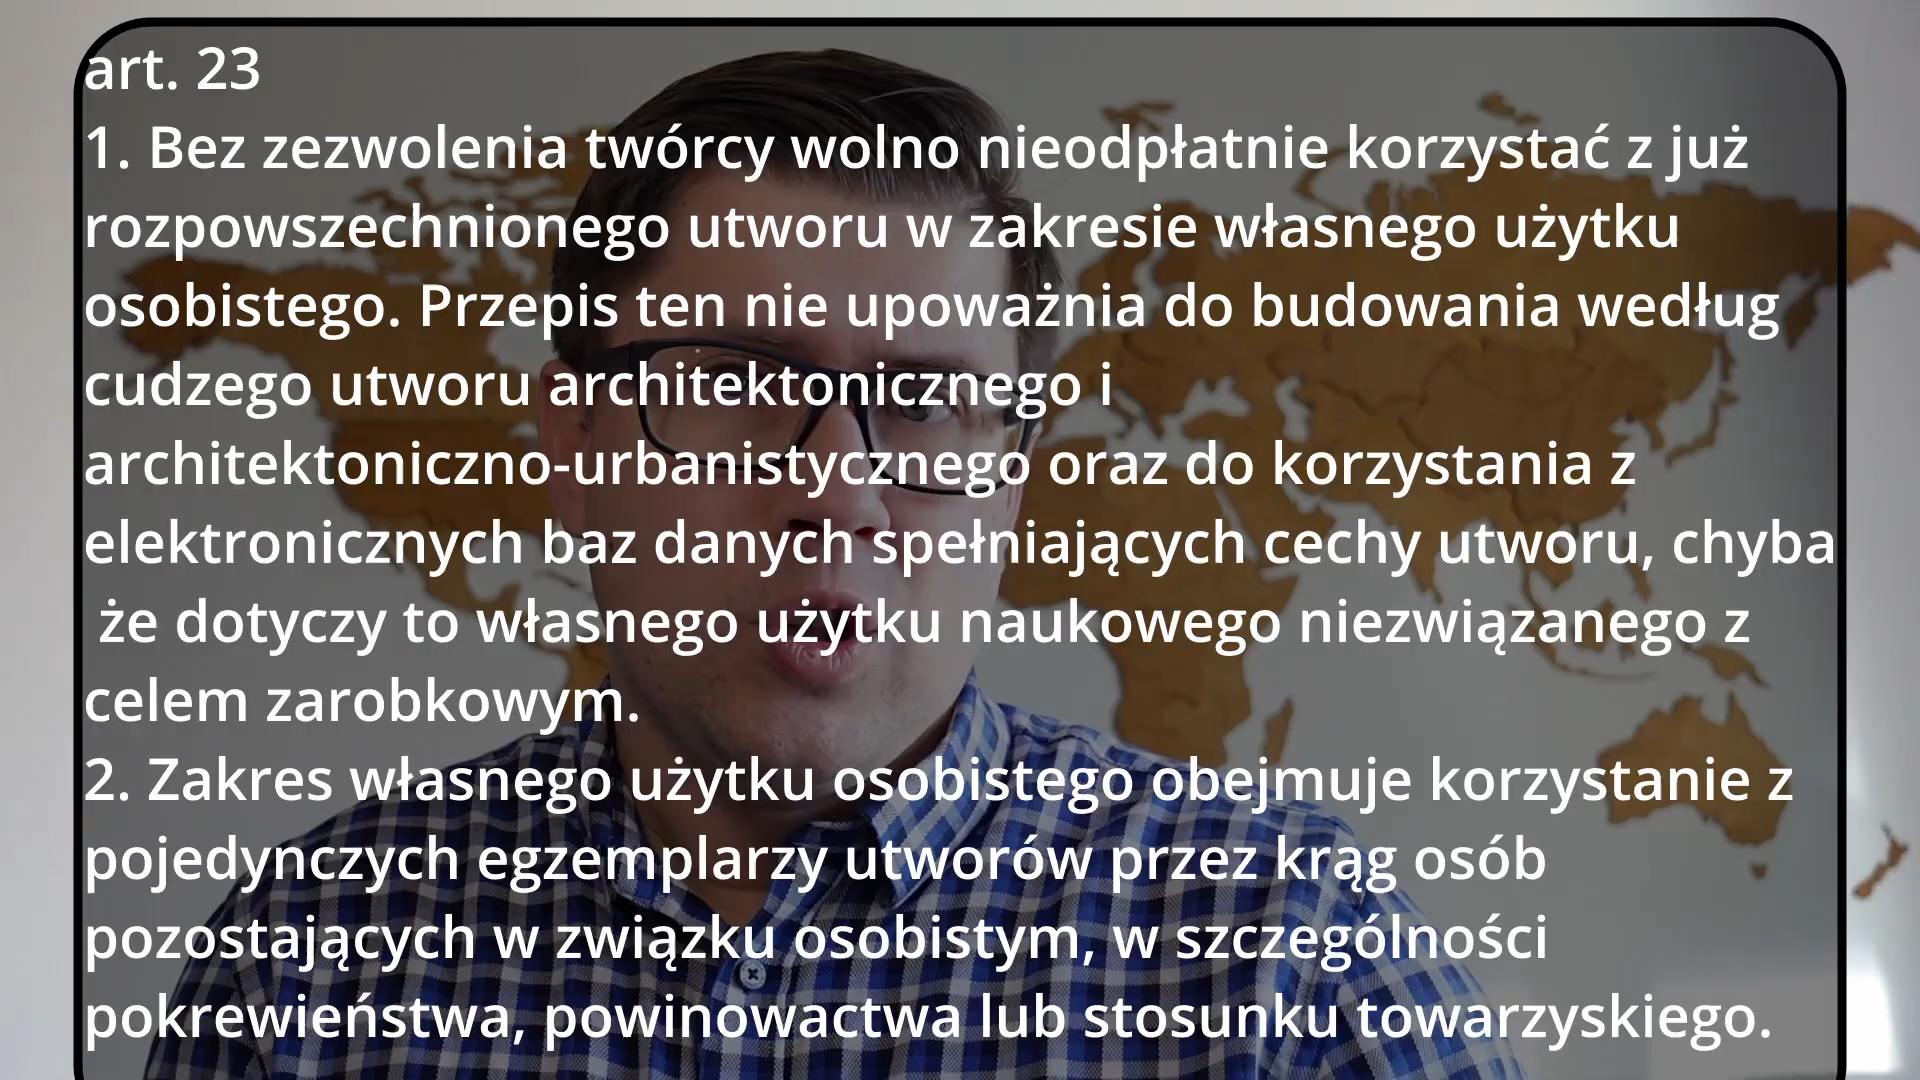 art. 23
1. Bez zezwolenia twórcy wolno nieodpłatnie korzystać z już
rozpowszechnionego utworu w zakresie własnego użytku
osobistego. Przepis ten nie upoważnia do budowania według
cudzego utworu architektonicznego i
architektoniczno-urbanistycznego oraz do korzystania z
elektronicznych baz danych spełniających cechy utworu, chyba
że dotyczy to własnego użytku naukowego niezwiązanego z
celem zarobkowym.
2. Zakres własnego użytku osobistego obejmuje korzystanie z
pojedynczych egzemplarzy utworów przez krąg osób
pozostających w związku osobistym, w szczególności
pokrewieństwa, powinowactwa lub stosunku towarzyskiego.